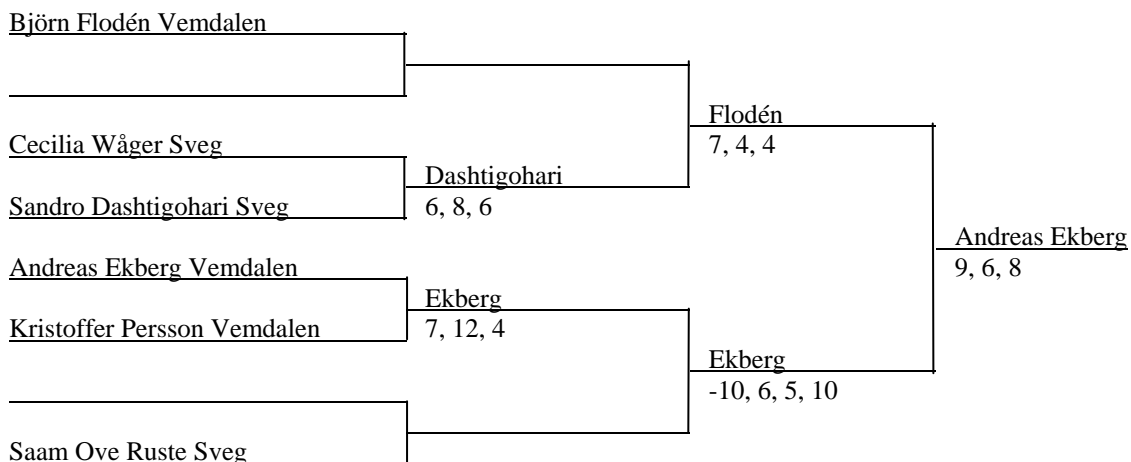 Björn Flodén Vemdalen
Flodén
7, 4, 4
Cecilia Wåger Sveg
Dashtigohari
6, 8, 6
Sandro Dashtigohari Sveg
Andreas Ekberg
9, 6, 8
Andreas Ekberg Vemdalen
Ekberg
7, 12, 4
Kristoffer Persson Vemdalen
Ekberg
-10, 6, 5, 10
Saam Ove Ruste Sveg